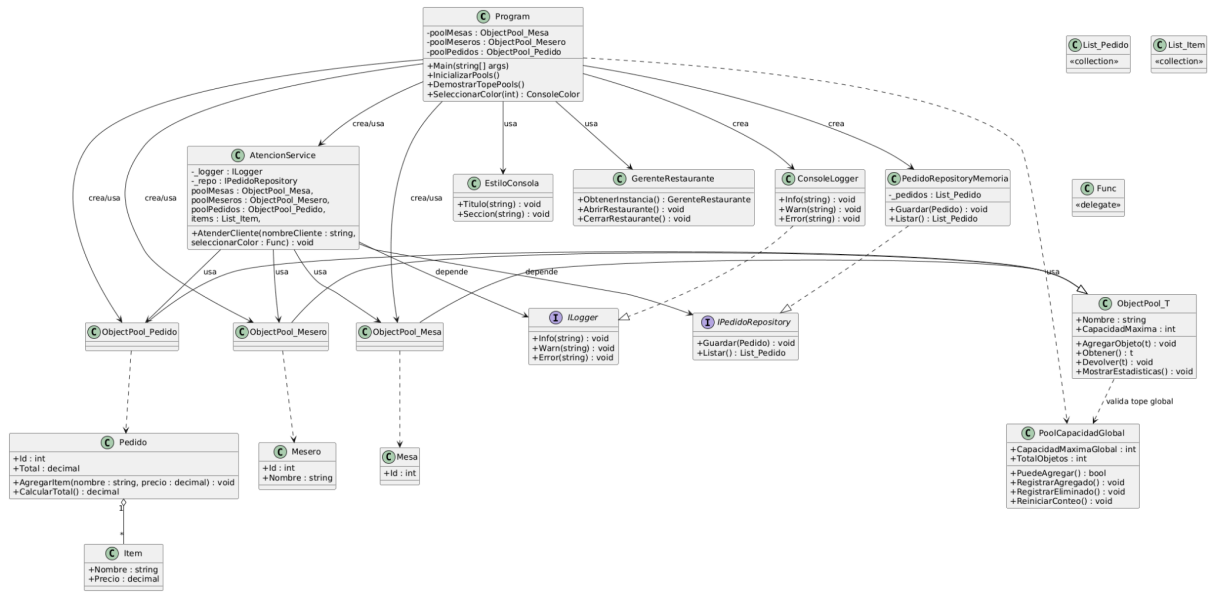 Program
-poolMesas : ObjectPool_Mesa
-poolMeseros : ObjectPool_Mesero
-poolPedidos : ObjectPool_Pedido
+Main(string[] args)
+InicializarPools()
+DemostrarTopePools()
+SeleccionarColor(int) : ConsoleColor
List_Pedido
«collection»
List_Item
«collection»
crea/usa
usa
usa
crea
crea
AtencionService
-_logger : ILogger
-_repo : IPedidoRepository
poolMesas : ObjectPool_Mesa,
poolMeseros : ObjectPool_Mesero,
poolPedidos : ObjectPool_Pedido,
items : List_Item,
+AtenderCliente(nombreCliente : string,
seleccionarColor : Func) : void
EstiloConsola
+Titulo(string) : void
+Seccion(string) : void
GerenteRestaurante
+ObtenerInstancia() : GerenteRestaurante
+AbrirRestaurante() : void
+CerrarRestaurante() : void
ConsoleLogger
+Info(string) : void
+Warn(string) : void
+Error(string) : void
PedidoRepositoryMemoria
-_pedidos : List_Pedido
+Guardar(Pedido) : void
+Listar() : List_Pedido
Func
«delegate»
crea/usa
crea/usa
crea/usa
usa
usa
usa
depende
depende
usa
ObjectPool_Pedido
ObjectPool_Mesero
ObjectPool_Mesa
ILogger
+Info(string) : void
+Warn(string) : void
+Error(string) : void
IPedidoRepository
+Guardar(Pedido) : void
+Listar() : List_Pedido
ObjectPool_T
+Nombre : string
+CapacidadMaxima : int
+AgregarObjeto(t) : void
+Obtener() : t
+Devolver(t) : void
+MostrarEstadisticas() : void
valida tope global
Pedido
+Id : int
+Total : decimal
+AgregarItem(nombre : string, precio : decimal) : void
+CalcularTotal() : decimal
Mesero
+Id : int
+Nombre : string
Mesa
+Id : int
PoolCapacidadGlobal
+CapacidadMaximaGlobal : int
+TotalObjetos : int
+PuedeAgregar() : bool
+RegistrarAgregado() : void
+RegistrarEliminado() : void
+ReiniciarConteo() : void
1
*
Item
+Nombre : string
+Precio : decimal